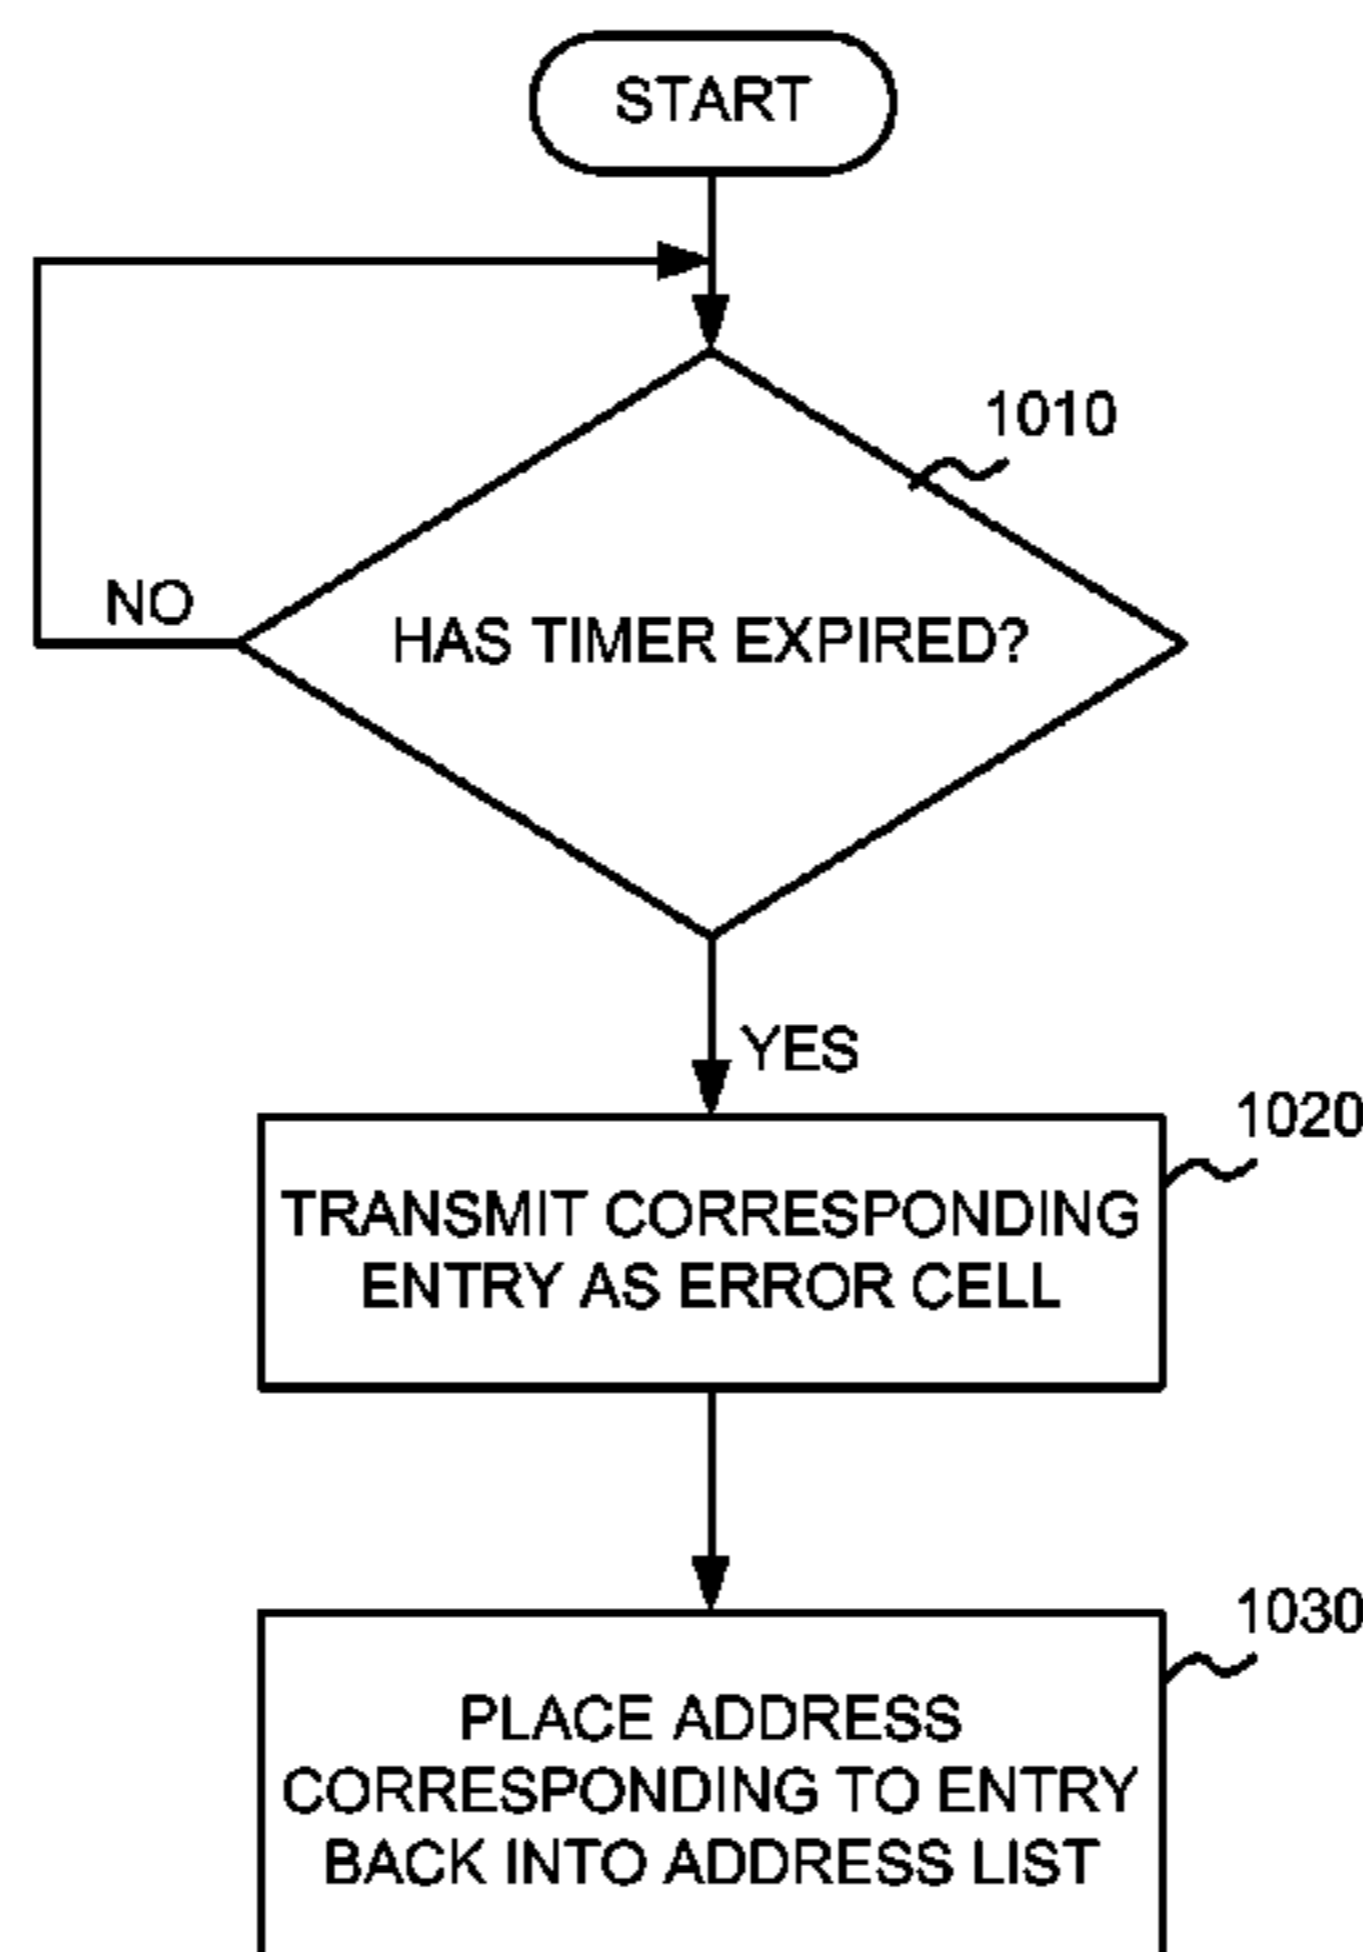 START
1010
NO
HAS TIMER EXPIRED?
YES
1020
TRANSMIT CORRESPONDING
ENTRY AS ERROR CELL
1030
PLACE ADDRESS
CORRESPONDING TO ENTRY
BACK INTO ADDRESS LIST